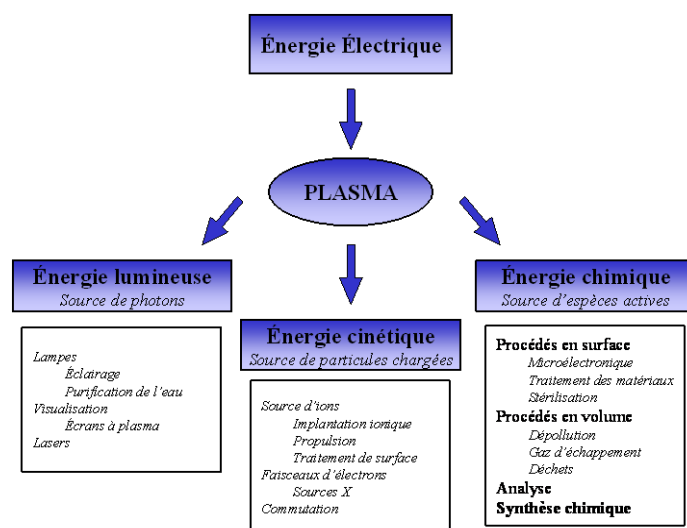 Énergie Électrique
PLASMA
Énergie lumineuse
Source de photons
Lampes
Éclairage
Purification de l'eau
Visualisation
Écrans à plasma
Lasers
Énergie cinétique
Source de particules chargées
Source d'ions
Implantation ionique
Propulsion
Traitement de surface
Faisceaux d'électrons
Sources X
Commutation
Énergie chimique
Source d'espèces actives
Procédés en surface
Microélectronique
Traitement des matériaux
Stérilisation
Procédés en volume
Dépollution
Gaz d'échappement
Déchets
Analyse
Synthèse chimique